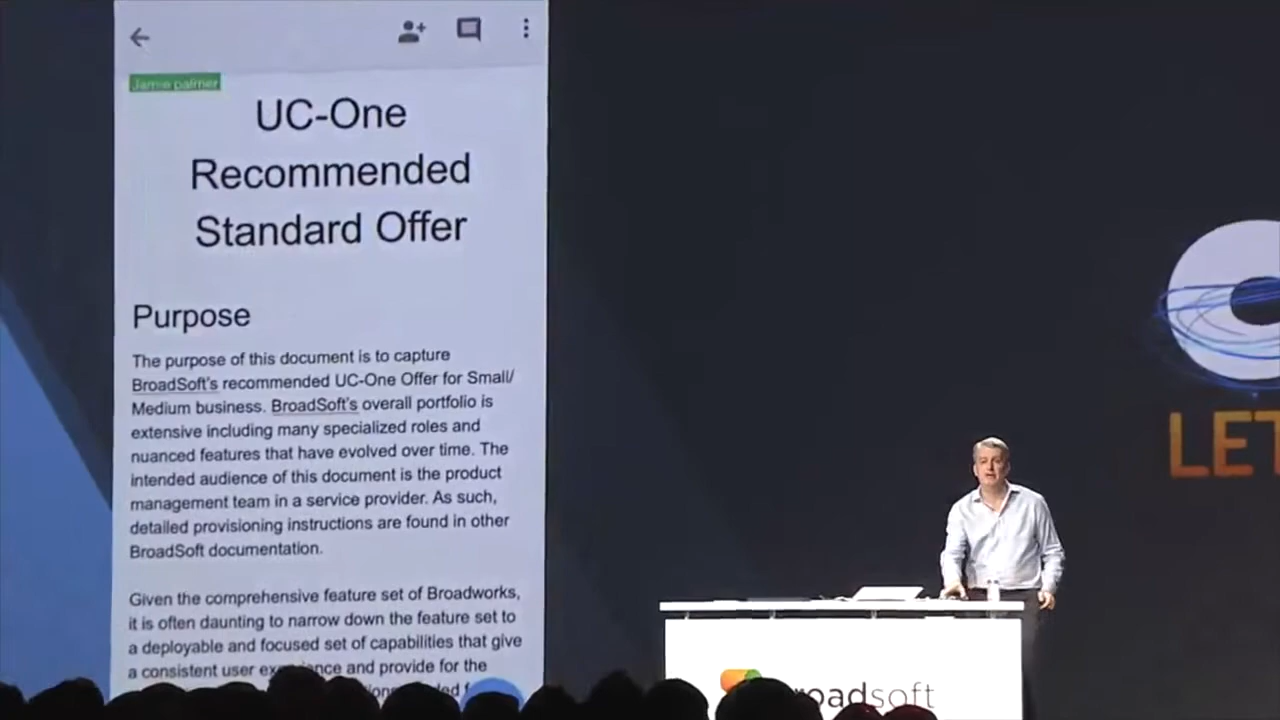 Jamie palmer
UC-One
Recommended
Standard Offer
Purpose
The purpose of this document is to capture
BroadSoft's recommended UC-One Offer for Small/
Medium business. BroadSoft's overall portfolio is
extensive including many specialized roles and
nuanced features that have evolved over time. The
intended audience of this document is the product
management team in a service provider. As such,
detailed provisioning instructions are found in other
BroadSoft documentation.
Given the comprehensive feature set of Broadworks,
it is often daunting to narrow down the feature set to
a deployable and focused set of capabilities that give
a consistent user and provide for the
LET
roadsoft